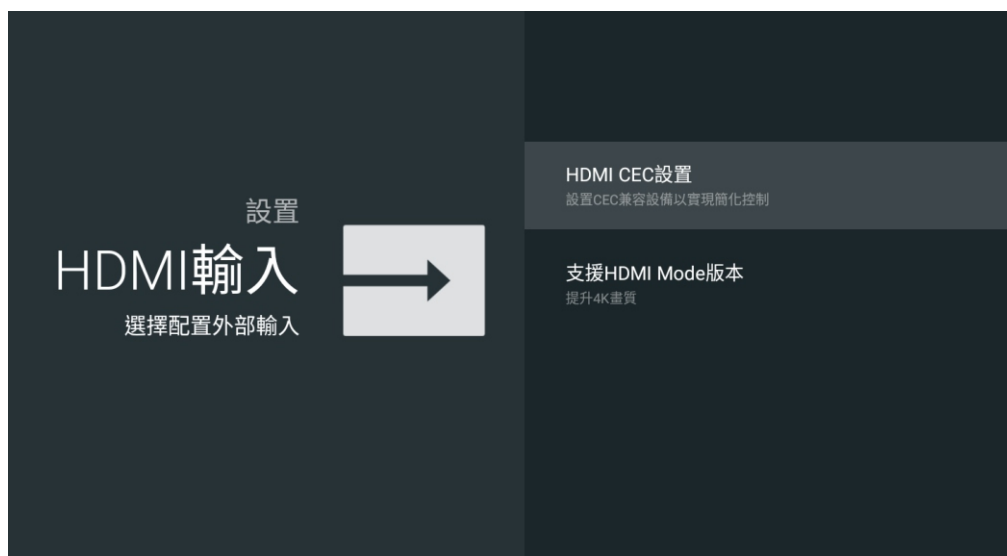 設置
HDMI輸入
選擇配置外部輸入
HDMI CEC設置
設置CEC兼容設備以實現簡化控制
支援HDMI Mode版本
提升4K畫質